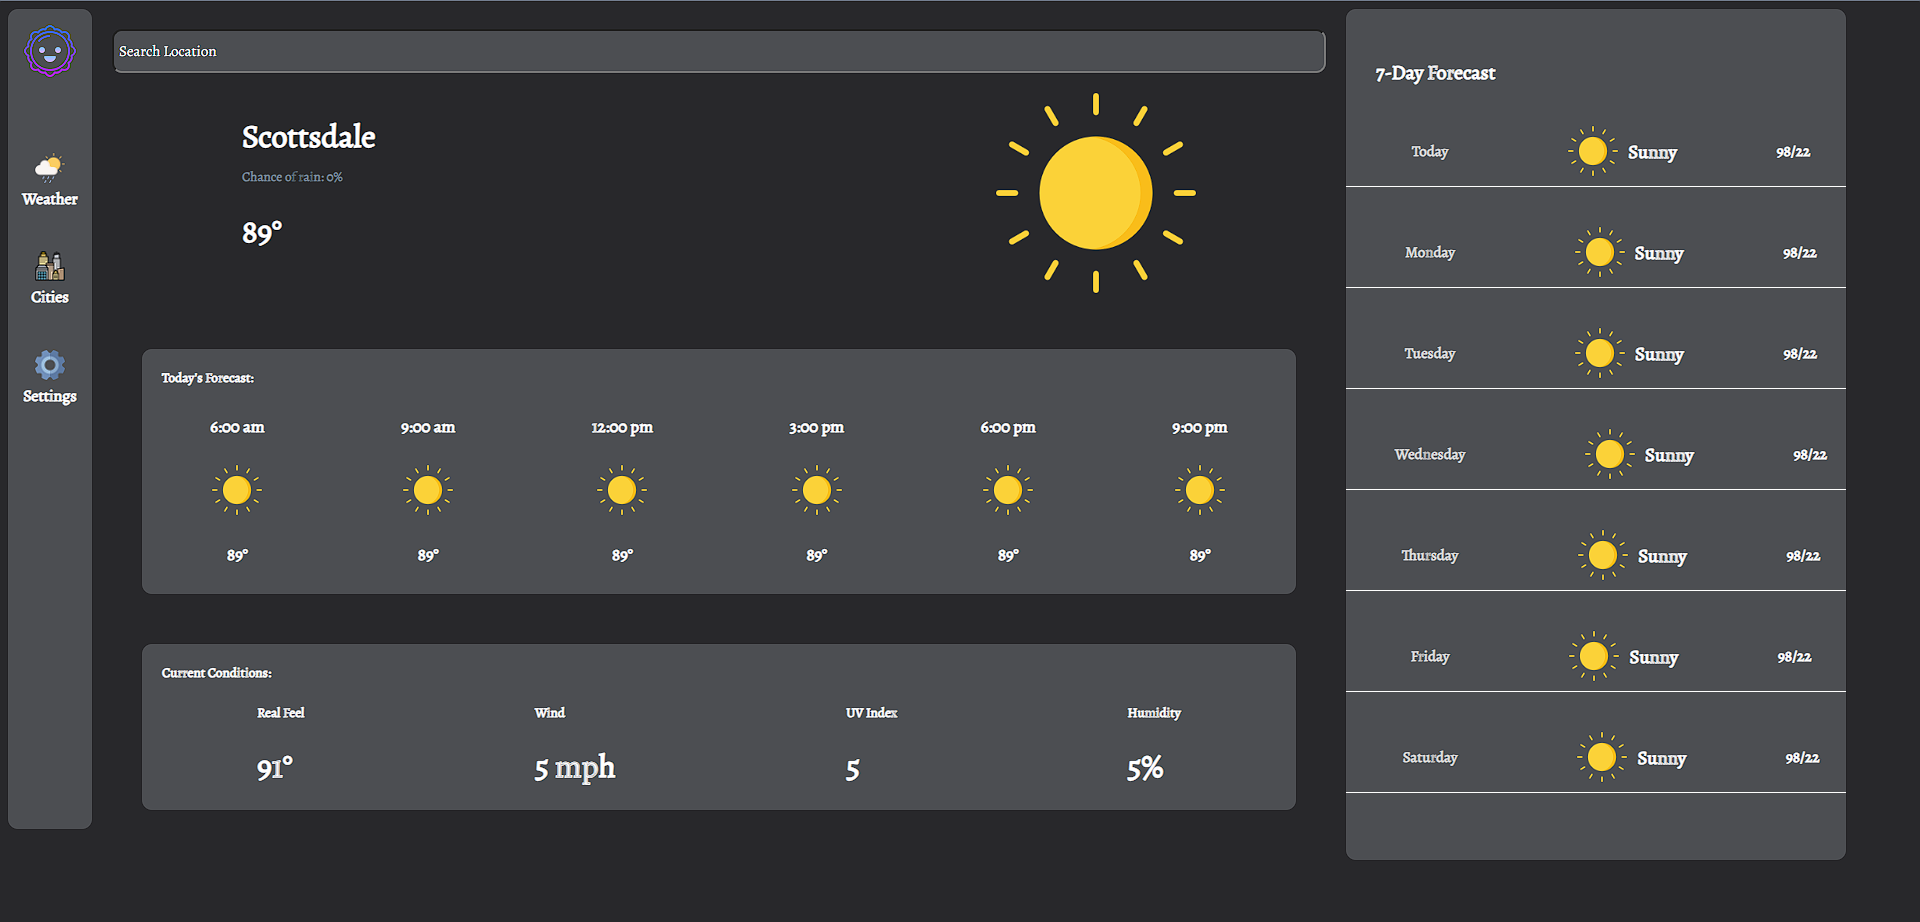 Search Location
Weather
Cities
Settings
Scottsdale
Chance of rain: 0%
89°
Today's Forecast:
6:00 am 9:00 am 12:00 pm 3:00 pm 6:00 pm 9:00 pm
89° 89° 89° 89° 89° 89°
Current Conditions:
Real Feel Wind UV Index Humidity
91° 5 mph 5 5%
7-Day Forecast
Today Sunny 98/22
Monday Sunny 98/22
Tuesday Sunny 98/22
Wednesday Sunny 98/22
Thursday Sunny 98/22
Friday Sunny 98/22
Saturday Sunny 98/22